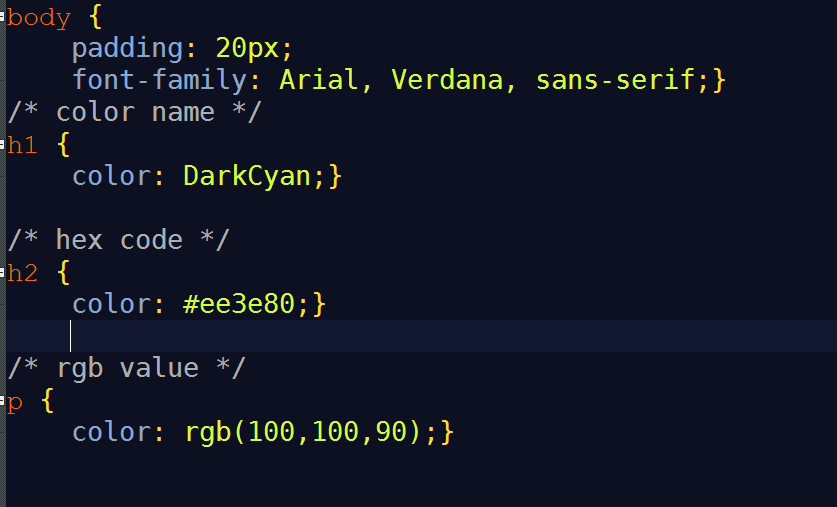 body {
    padding: 20px;
    font-family: Arial, Verdana, sans-serif;}
/* color name */
h1 {
    color: DarkCyan;}

/* hex code */
h2 {
    color: #ee3e80;}

/* rgb value */
p {
    color: rgb(100,100,90);}